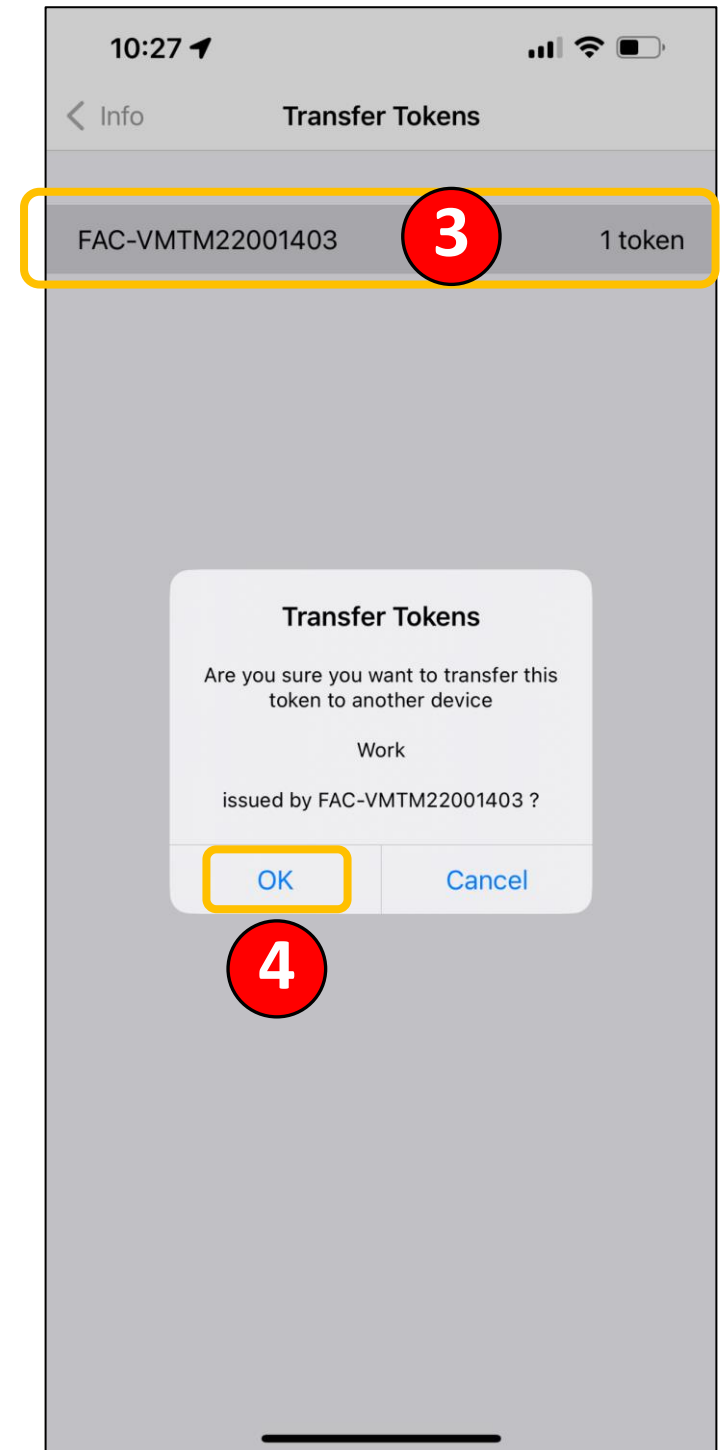 10:27
Info
Transfer Tokens
FAC-VMTM22001403
3
1 token
Transfer Tokens
Are you sure you want to transfer this
token to another device
Work
issued by FAC-VMTM22001403 ?
OK
Cancel
4